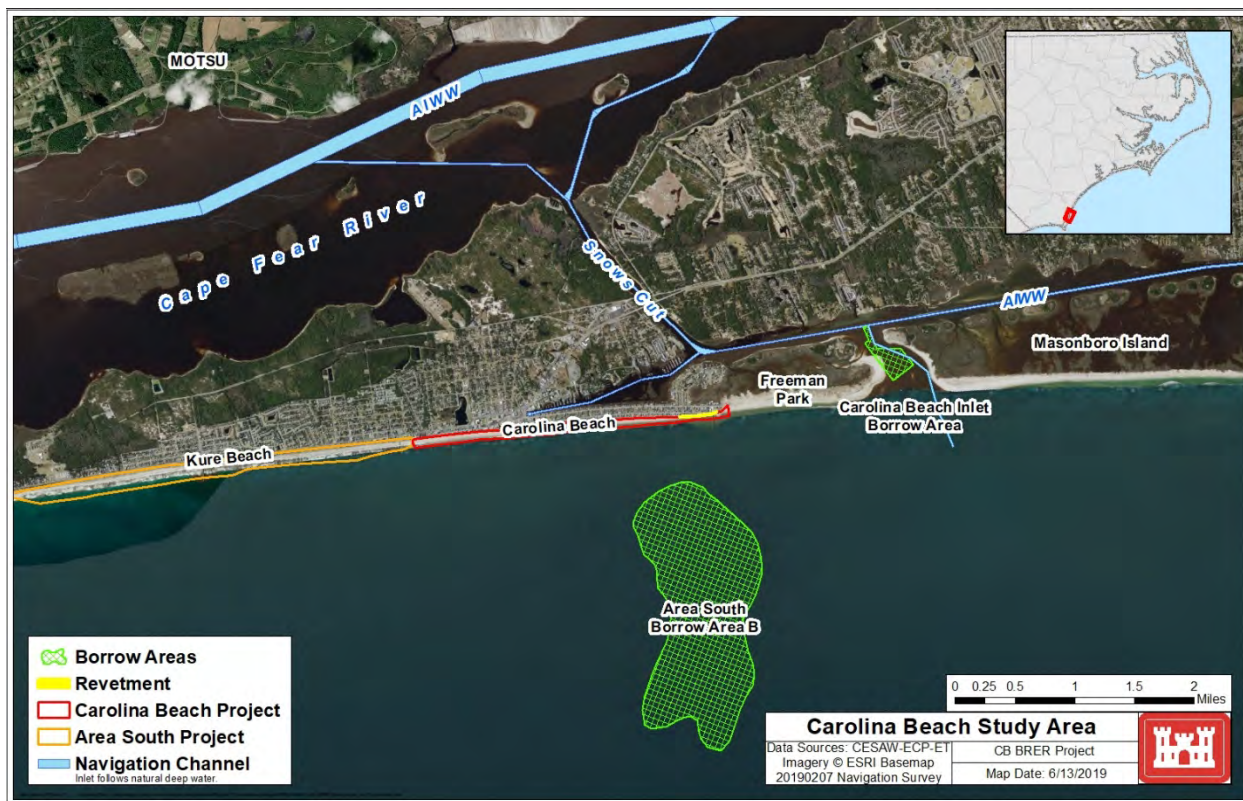 MOTSU
AIWW
Cape Fear River
Snows Cut
AIWW
Masonboro Island
Freeman
Park
Carolina Beach Inlet
Borrow Area
Carolina Beach
Kure Beach
Area South
Borrow Area B
Borrow Areas
Revetment
Carolina Beach Project
Area South Project
Navigation Channel
Inlet follows natural deep water.
0 0.25 0.5 1 1.5 2
Miles
Carolina Beach Study Area
Data Sources: CESAW-ECP-ET
Imagery © ESRI Basemap
20190207 Navigation Survey
CB BRER Project
Map Date: 6/13/2019